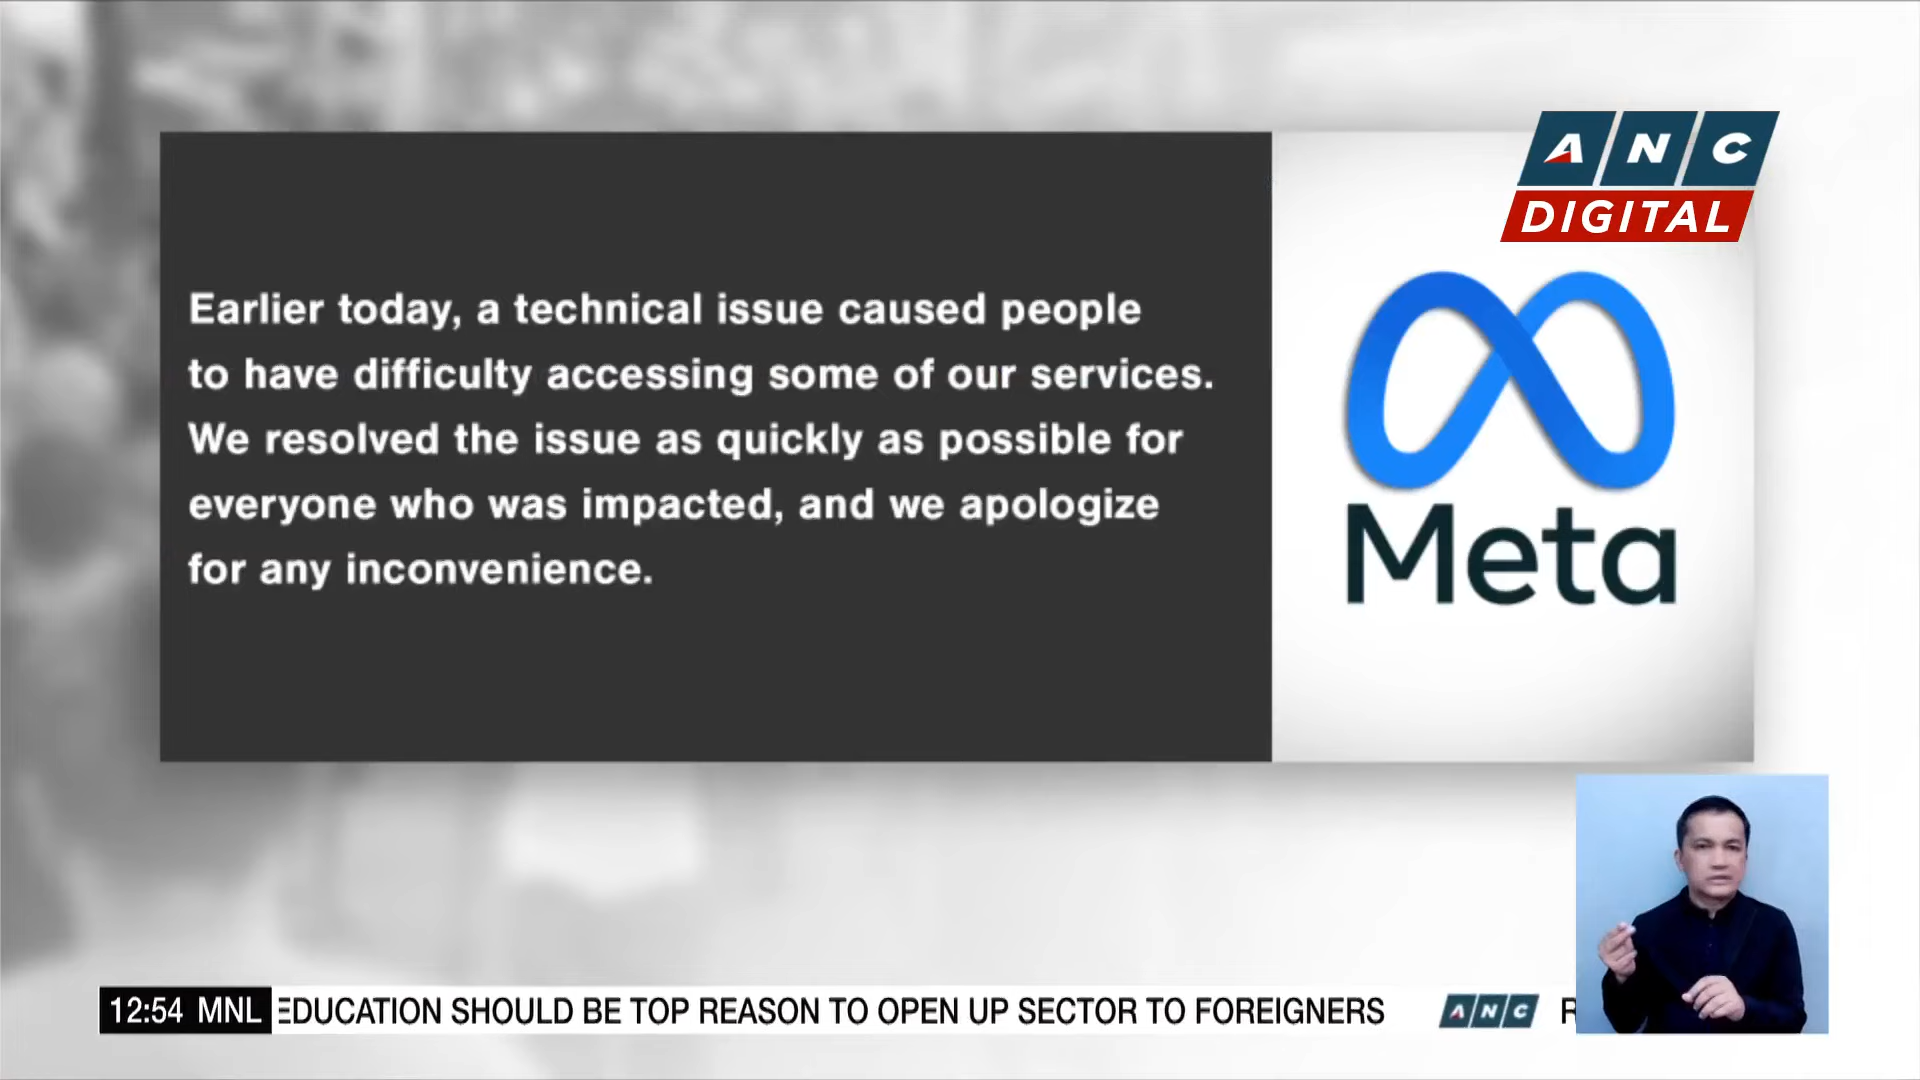 ANC
DIGITAL
Earlier today, a technical issue caused people
to have difficulty accessing some of our services.
We resolved the issue as quickly as possible for
everyone who was impacted, and we apologize
for any inconvenience.
Meta
12:54 MNL
EDUCATION SHOULD BE TOP REASON TO OPEN UP SECTOR TO FOREIGNERS
ANC